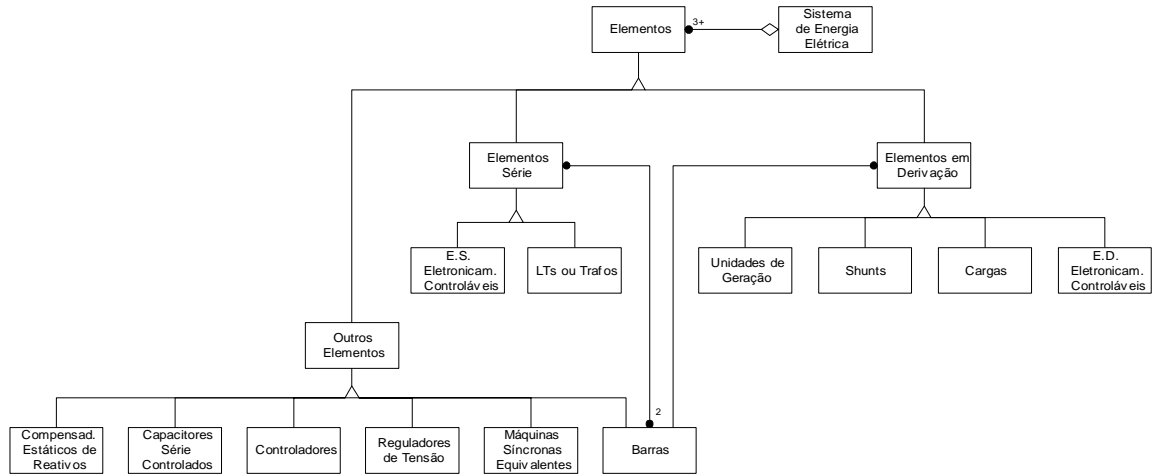 Elementos
3+
Sistema
de Energia
Elétrica
Elementos
Série
Elementos em
Derivação
E.S.
Eletronicam.
Controláveis
LTs ou Trafos
Unidades de
Geração
Shunts
Cargas
E.D.
Eletronicam.
Controláveis
Outros
Elementos
2
Compensad.
Estáticos de
Reativos
Capacitores
Série
Controlados
Controladores
Reguladores
de Tensão
Máquinas
Síncronas
Equivalentes
Barras